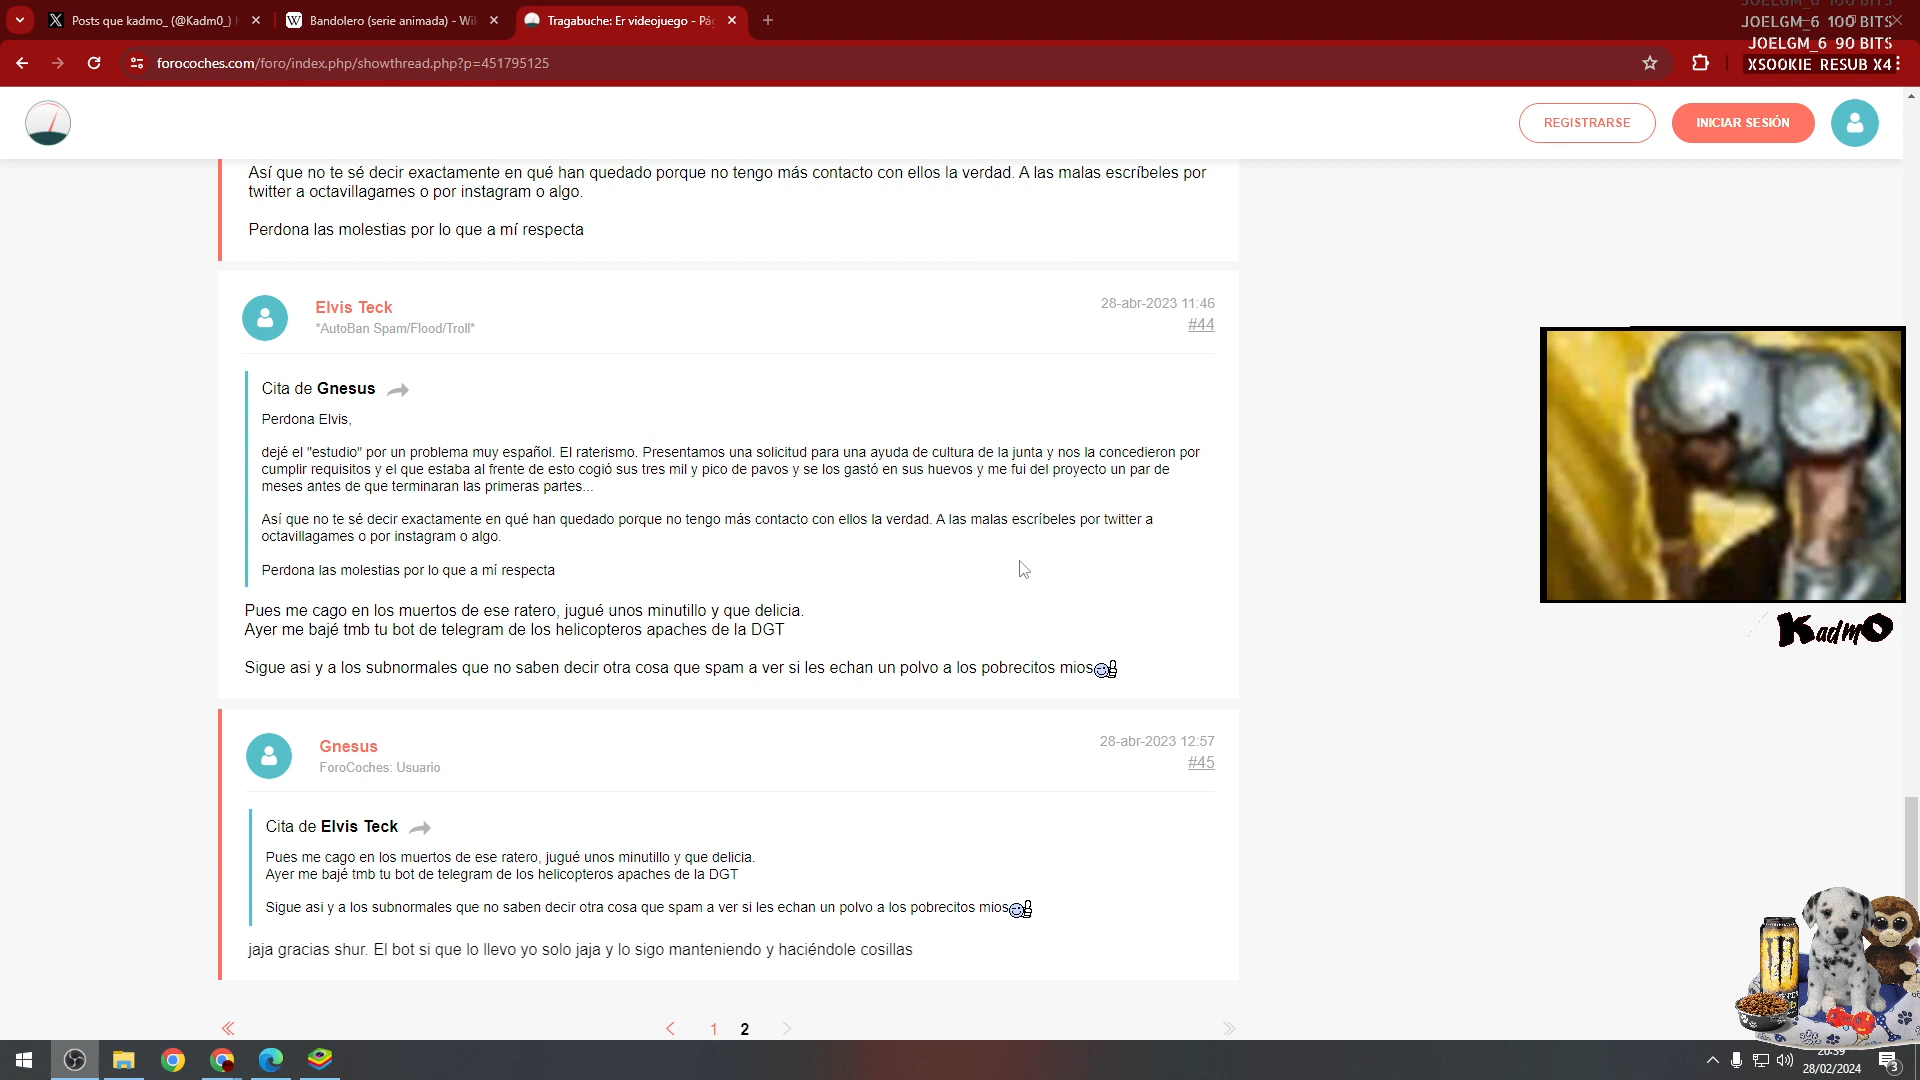 Posts que kadmo_ (@Kadm0_)
Bandolero (serie animada) - Wi
Tragabuche: Er videojuego - Pá
JOELGM_6 100 BITS
JOELGM_6 90 BITS
XSOOKIE RESUB X4
forocoches.com/foro/index.php/showthread.php?p=451795125
REGISTRARSE
INICIAR SESIÓN
Así que no te sé decir exactamente en qué han quedado porque no tengo más contacto con ellos la verdad. A las malas escríbeles por
twitter a octavillagames o por instagram o algo.
Perdona las molestias por lo que a mí respecta
Elvis Teck
*AutoBan Spam/Flood/Troll*
28-abr-2023 11:46
#44
Cita de Gnesus
Perdona Elvis,
dejé el "estudio" por un problema muy español. El raterismo. Presentamos una solicitud para una ayuda de cultura de la junta y nos la concedieron por
cumplir requisitos y el que estaba al frente de esto cogió sus tres mil y pico de pavos y se los gastó en sus huevos y me fui del proyecto un par de
meses antes de que terminaran las primeras partes...
Así que no te sé decir exactamente en qué han quedado porque no tengo más contacto con ellos la verdad. A las malas escríbeles por twitter a
octavillagames o por instagram o algo.
Perdona las molestias por lo que a mí respecta
Pues me cago en los muertos de ese ratero, jugué unos minutillo y que delicia.
Ayer me bajé tmb tu bot de telegram de los helicopteros apaches de la DGT
Sigue asi y a los subnormales que no saben decir otra cosa que spam a ver si les echan un polvo a los pobrecitos mios
KadmO
Gnesus
ForoCoches: Usuario
28-abr-2023 12:57
#45
Cita de Elvis Teck
Pues me cago en los muertos de ese ratero, jugué unos minutillo y que delicia.
Ayer me bajé tmb tu bot de telegram de los helicopteros apaches de la DGT
Sigue asi y a los subnormales que no saben decir otra cosa que spam a ver si les echan un polvo a los pobrecitos mios
jaja gracias shur. El bot si que lo llevo yo solo jaja y lo sigo manteniendo y haciéndole cosillas
« < 1 2 > »
20:39
28/02/2024
3